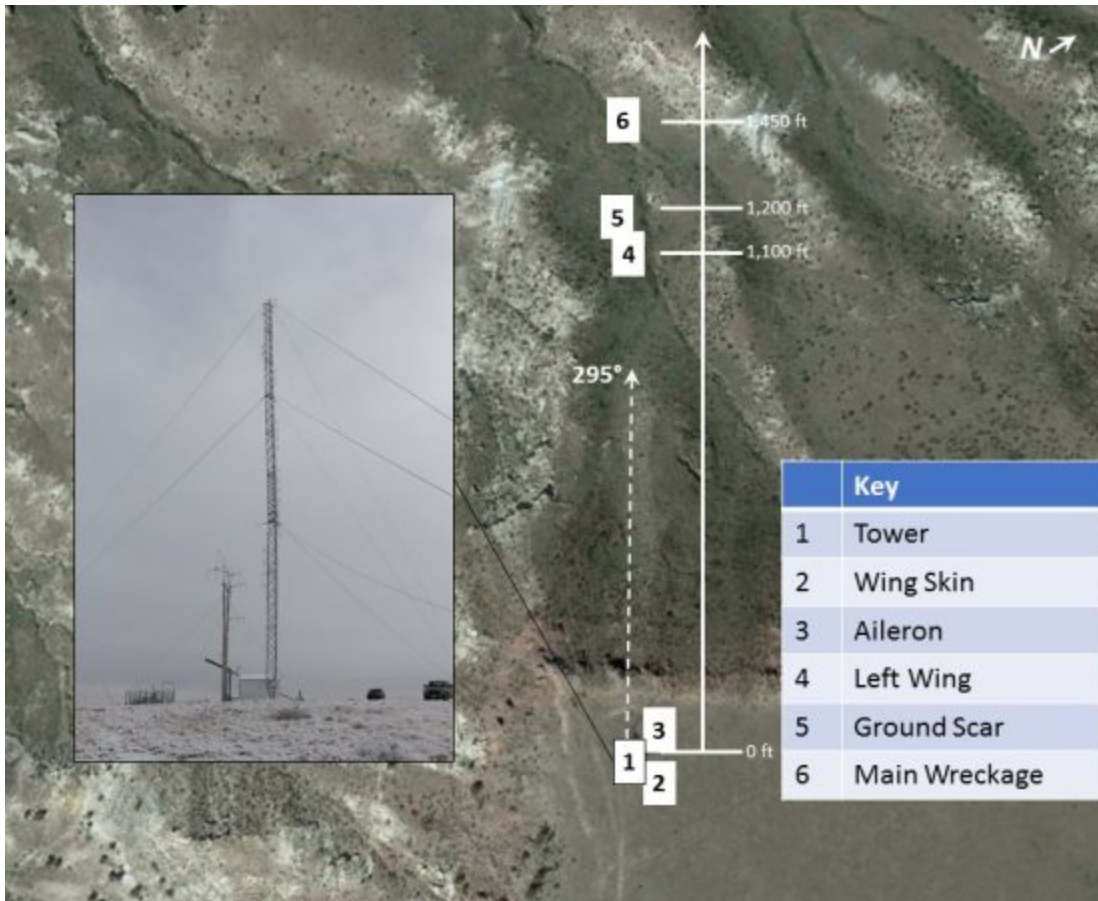 N
6
1,450 ft
5
1,200 ft
4
1,100 ft
295°
3
1
0 ft
2
Key
1 Tower
2 Wing Skin
3 Aileron
4 Left Wing
5 Ground Scar
6 Main Wreckage